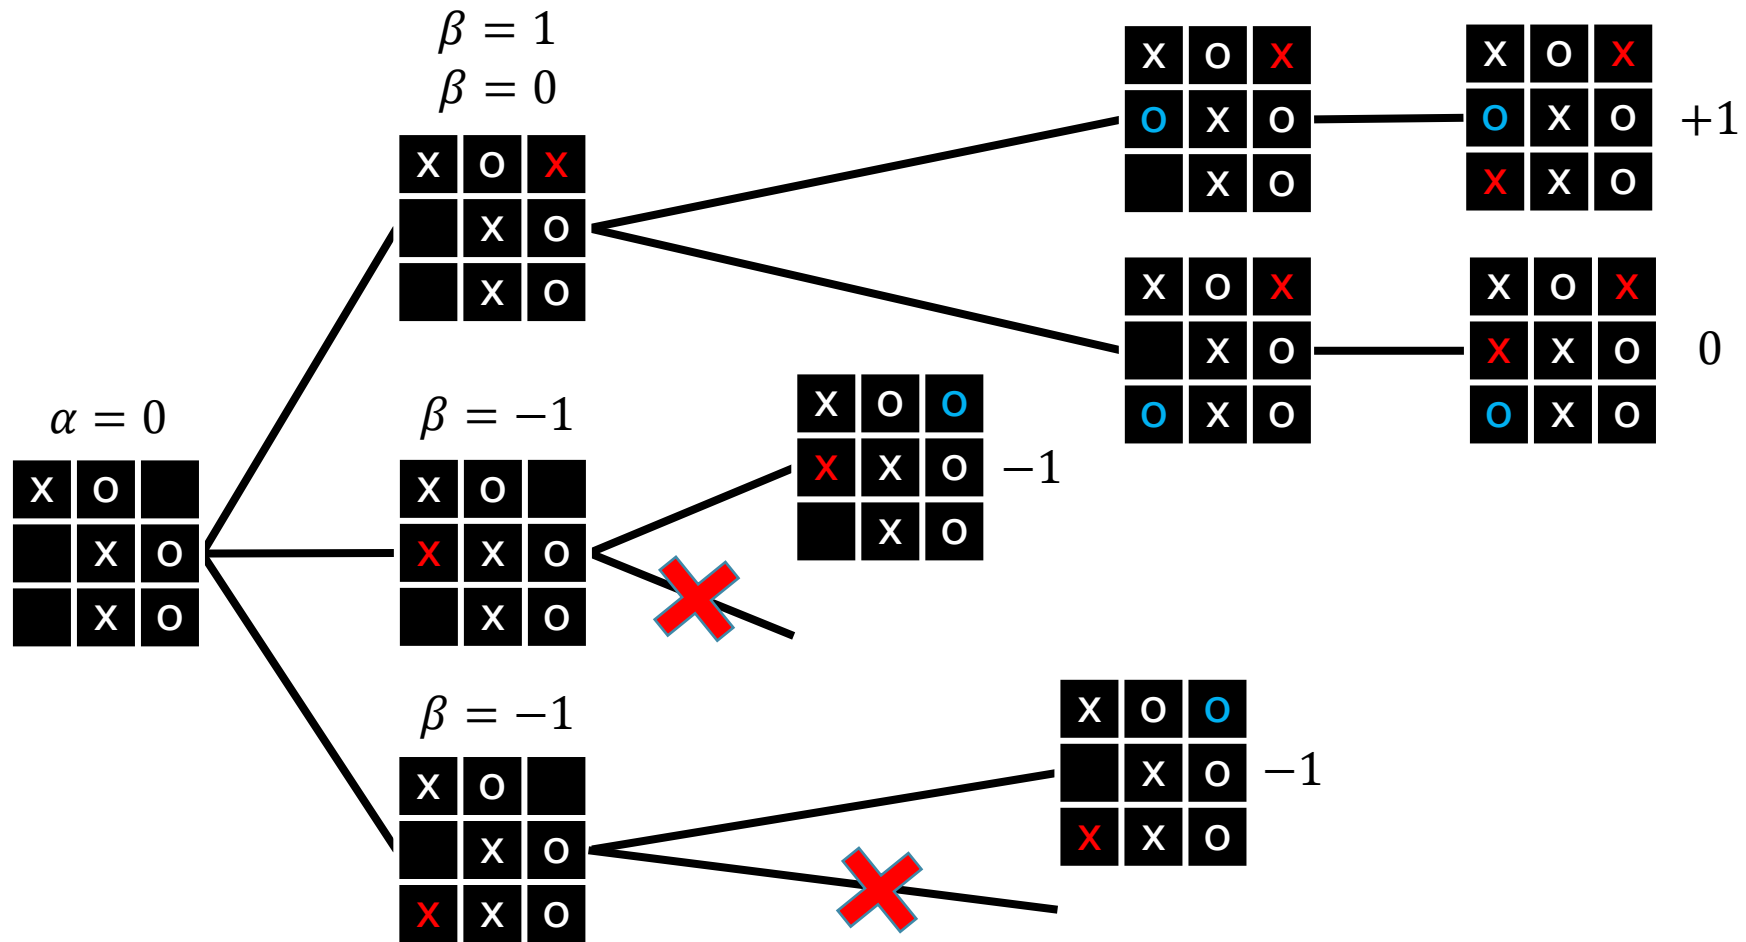 β = 1
β = 0
X O X
X O
X O
α = 0
X O
X O
X O
β = −1
X O
X X O
X O
β = −1
X O
X O
X X O
X O O
X X O
X O
−1
X O O
X O
X X O
−1
X O X
O X O
X O
X O X
O X O
X X O
+1
X O X
X O
O X O
X O X
X X O
O X O
0